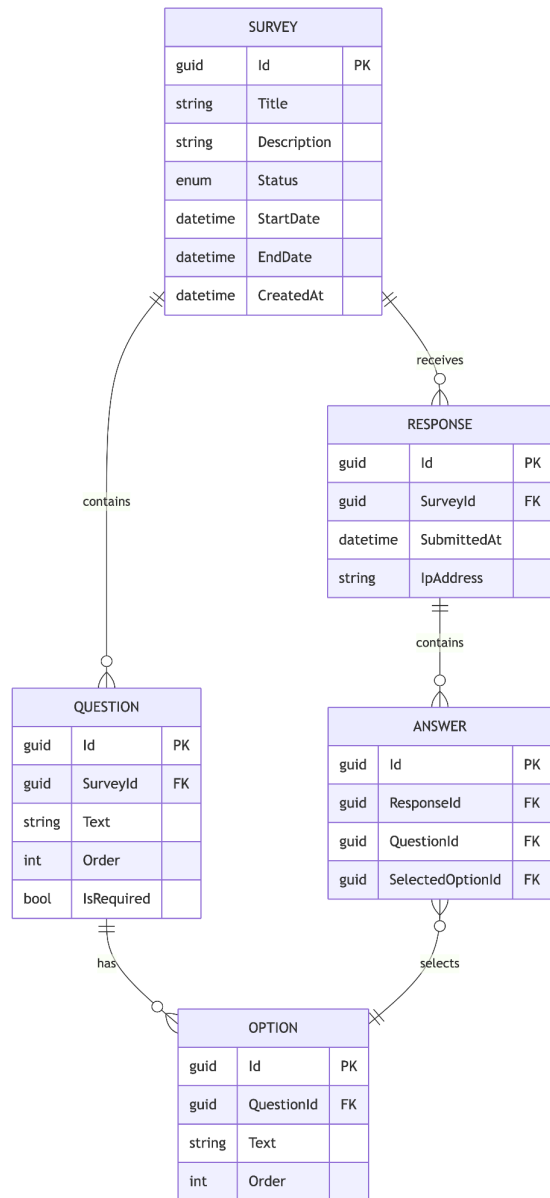 SURVEY
guid Id PK
string Title
string Description
enum Status
datetime StartDate
datetime EndDate
datetime CreatedAt
receives
RESPONSE
guid Id PK
guid SurveyId FK
datetime SubmittedAt
string IpAddress
contains
contains
QUESTION
guid Id PK
guid SurveyId FK
string Text
int Order
bool IsRequired
ANSWER
guid Id PK
guid ResponseId FK
guid QuestionId FK
guid SelectedOptionId FK
has
selects
OPTION
guid Id PK
guid QuestionId FK
string Text
int Order